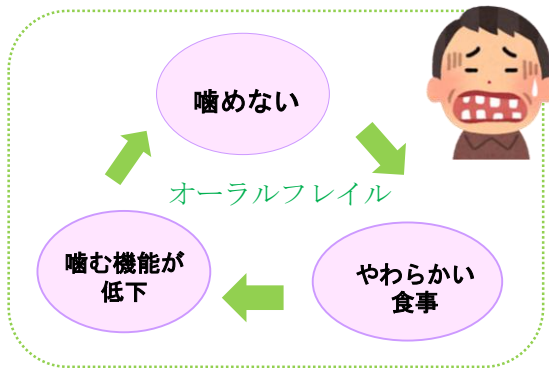 噛めない
オーラルフレイル
噛む機能が
低下
やわらかい
食事